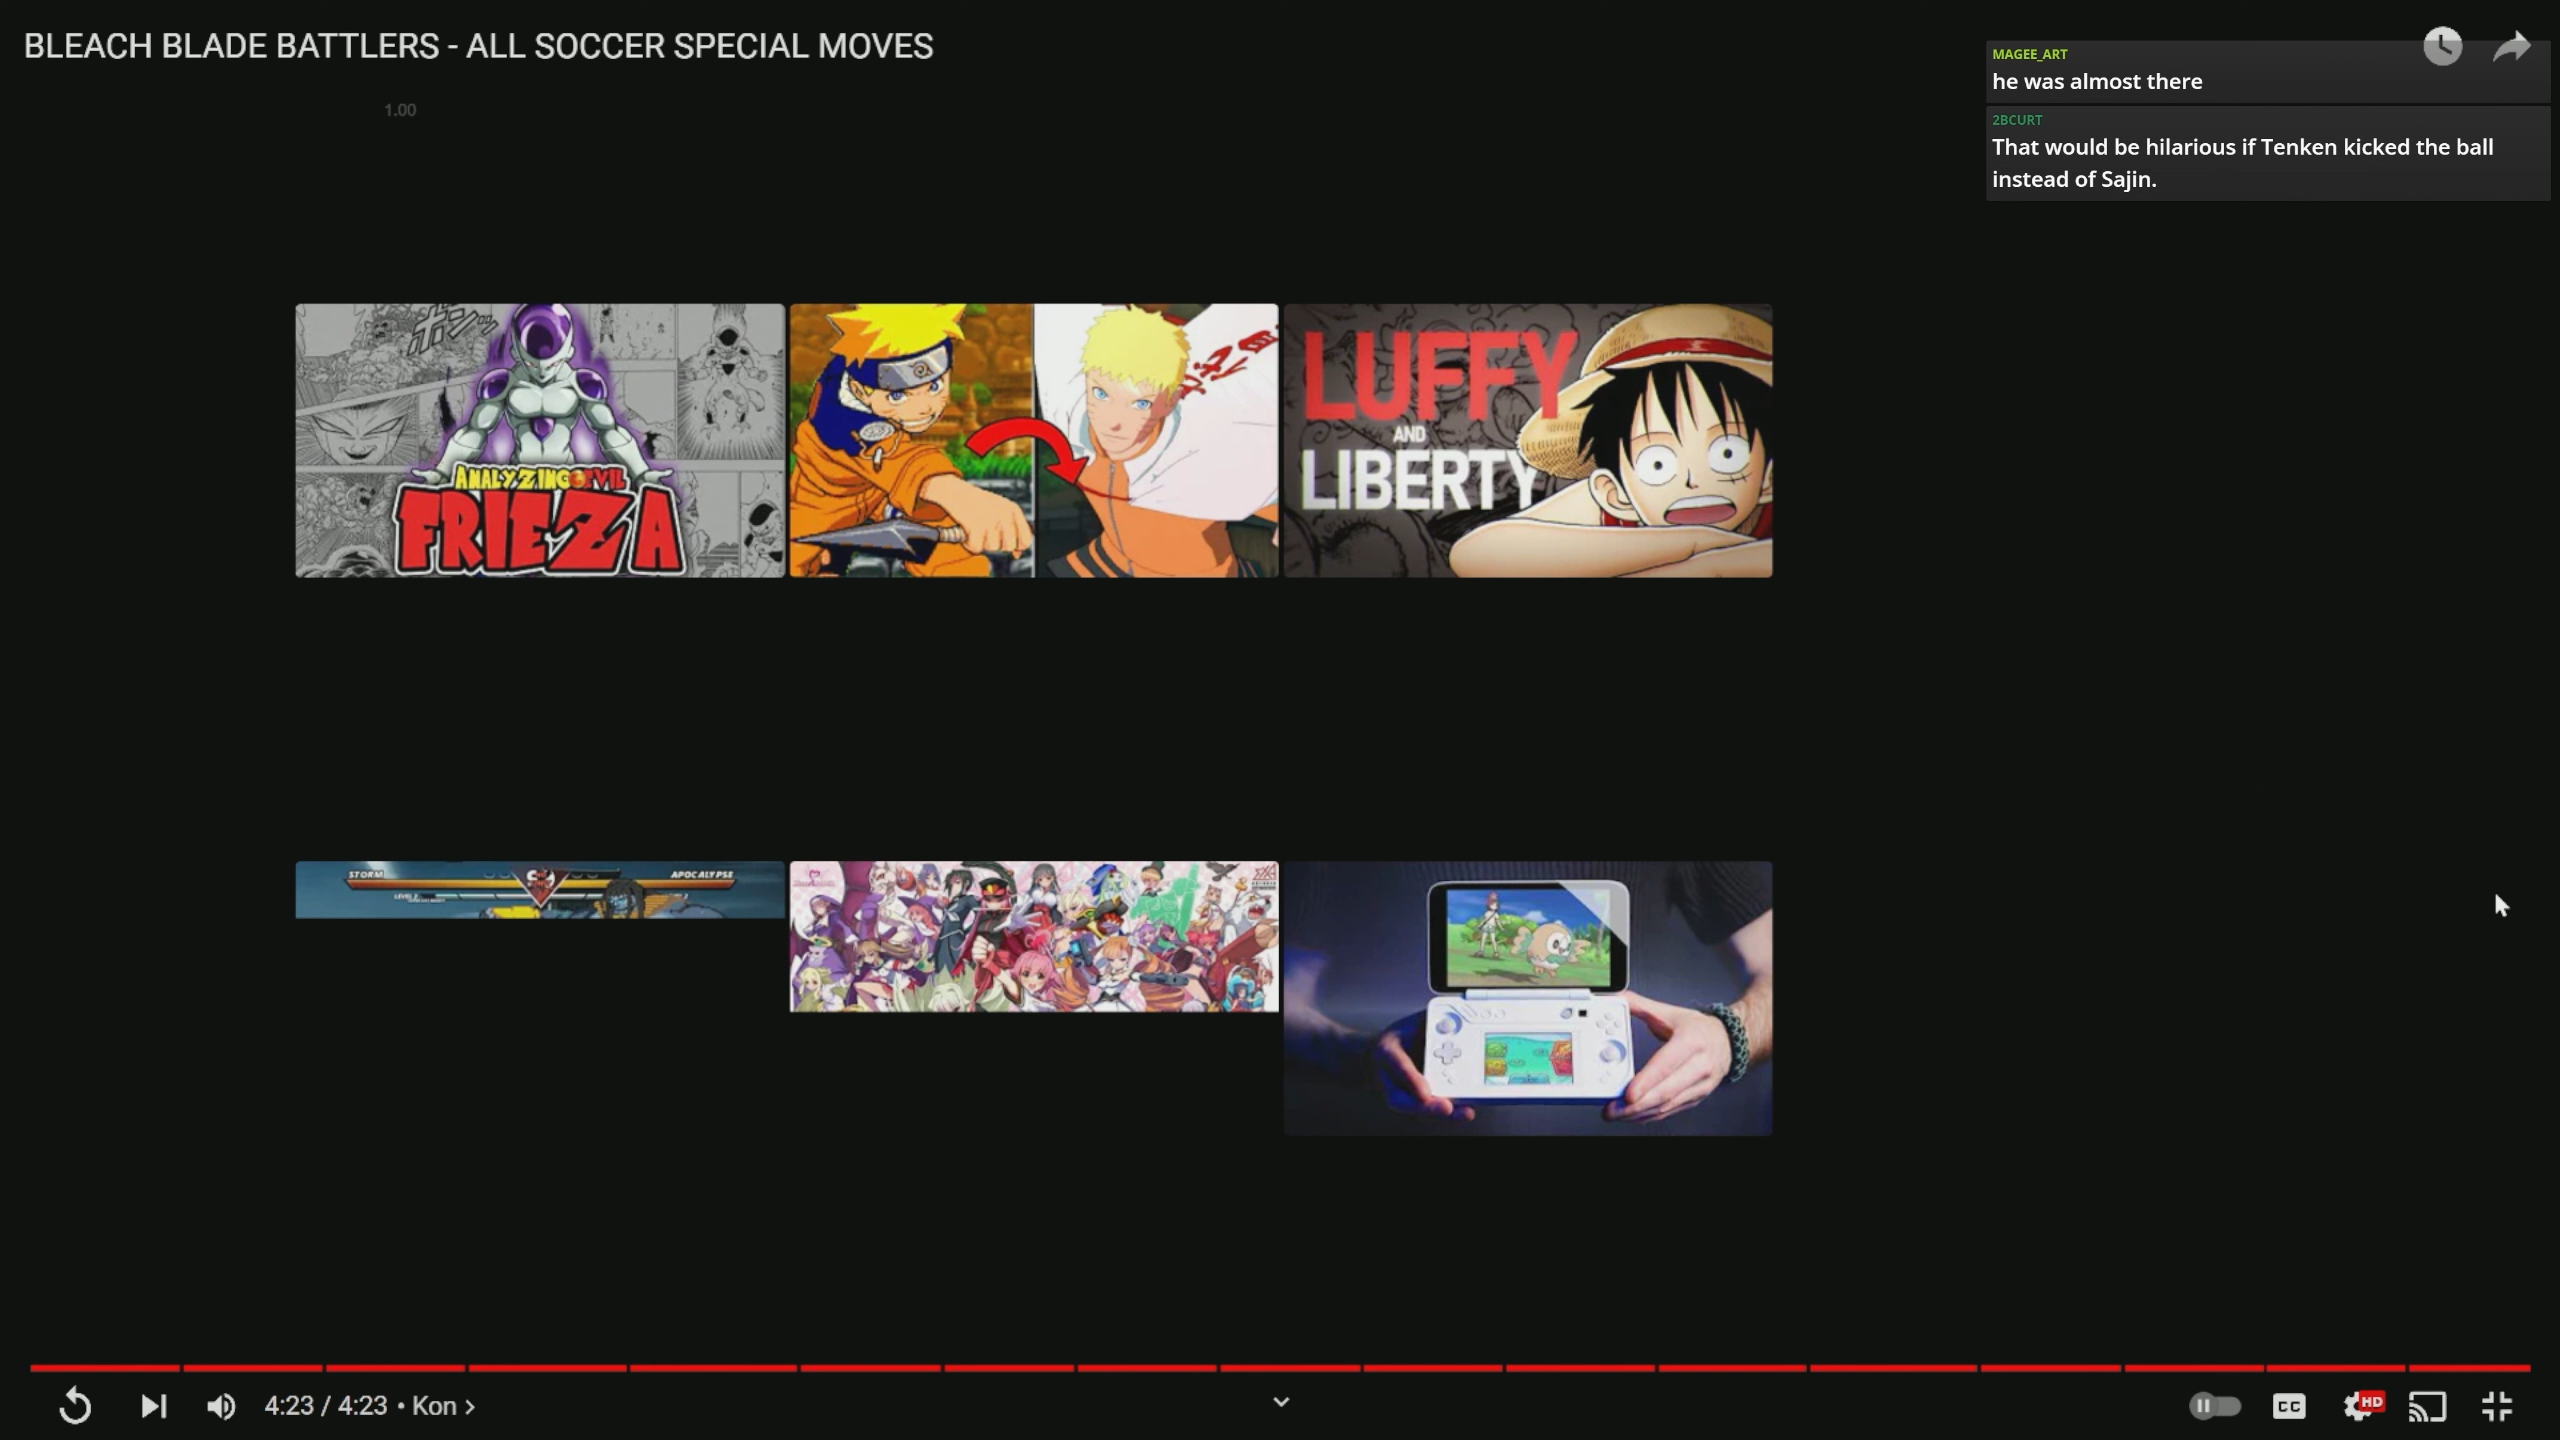 BLEACH BLADE BATTLERS - ALL SOCCER SPECIAL MOVES
1.00
MAGEE_ART
he was almost there
2BCURT
That would be hilarious if Tenken kicked the ball
instead of Sajin.
ANALYZING EVIL
FRIEZA
LUFFY
AND
LIBERTY
STORM
APOCALYPSE
4:23 / 4:23 • Kon >
CC
HD